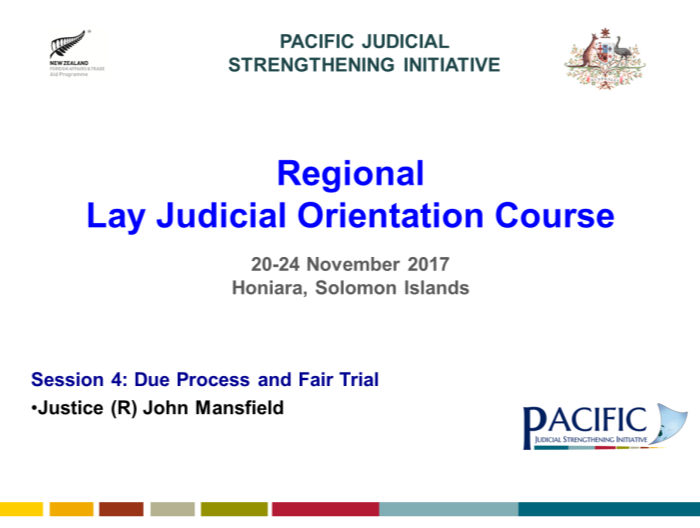 PACIFIC JUDICIAL
STRENGTHENING INITIATIVE
NEW ZEALAND
FOREIGN AFFAIRS & TRADE
Aid Programme
Regional
Lay Judicial Orientation Course
20-24 November 2017
Honiara, Solomon Islands
Session 4: Due Process and Fair Trial
•Justice (R) John Mansfield
PACIFIC
JUDICIAL STRENGTHENING INITIATIVE